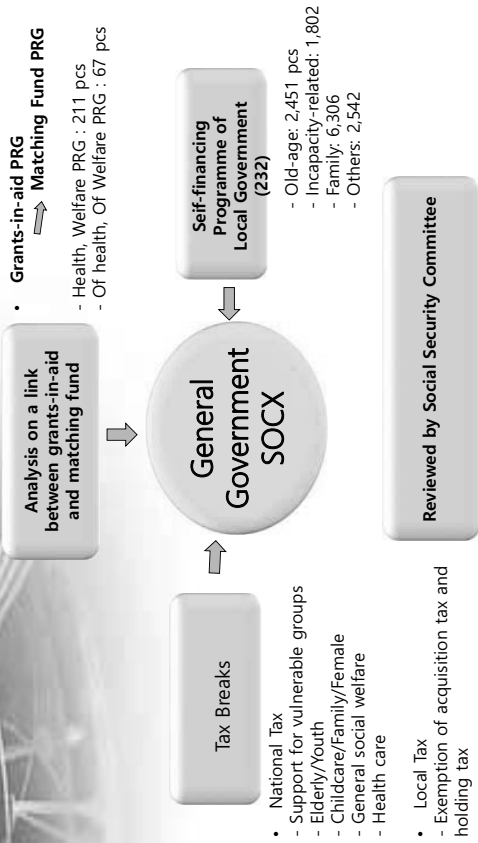 Analysis on a link
between grants-in-aid
and matching fund
• Grants-in-aid PRG
Matching Fund PRG
- Health, Welfare PRG : 211 pcs
- Of health, Of Welfare PRG : 67 pcs
Tax Breaks
• National Tax
- Support for vulnerable groups
- Elderly/Youth
- Childcare/Family/Female
- General social welfare
- Health care
• Local Tax
- Exemption of acquisition tax and
holding tax
General
Government
SOCX
Seif-financing
Programme of
Local Government
(232)
- Old-age: 2,451 pcs
- Incapacity-related: 1,802
- Family: 6,306
- Others: 2,542
Reviewed by Social Security Committee